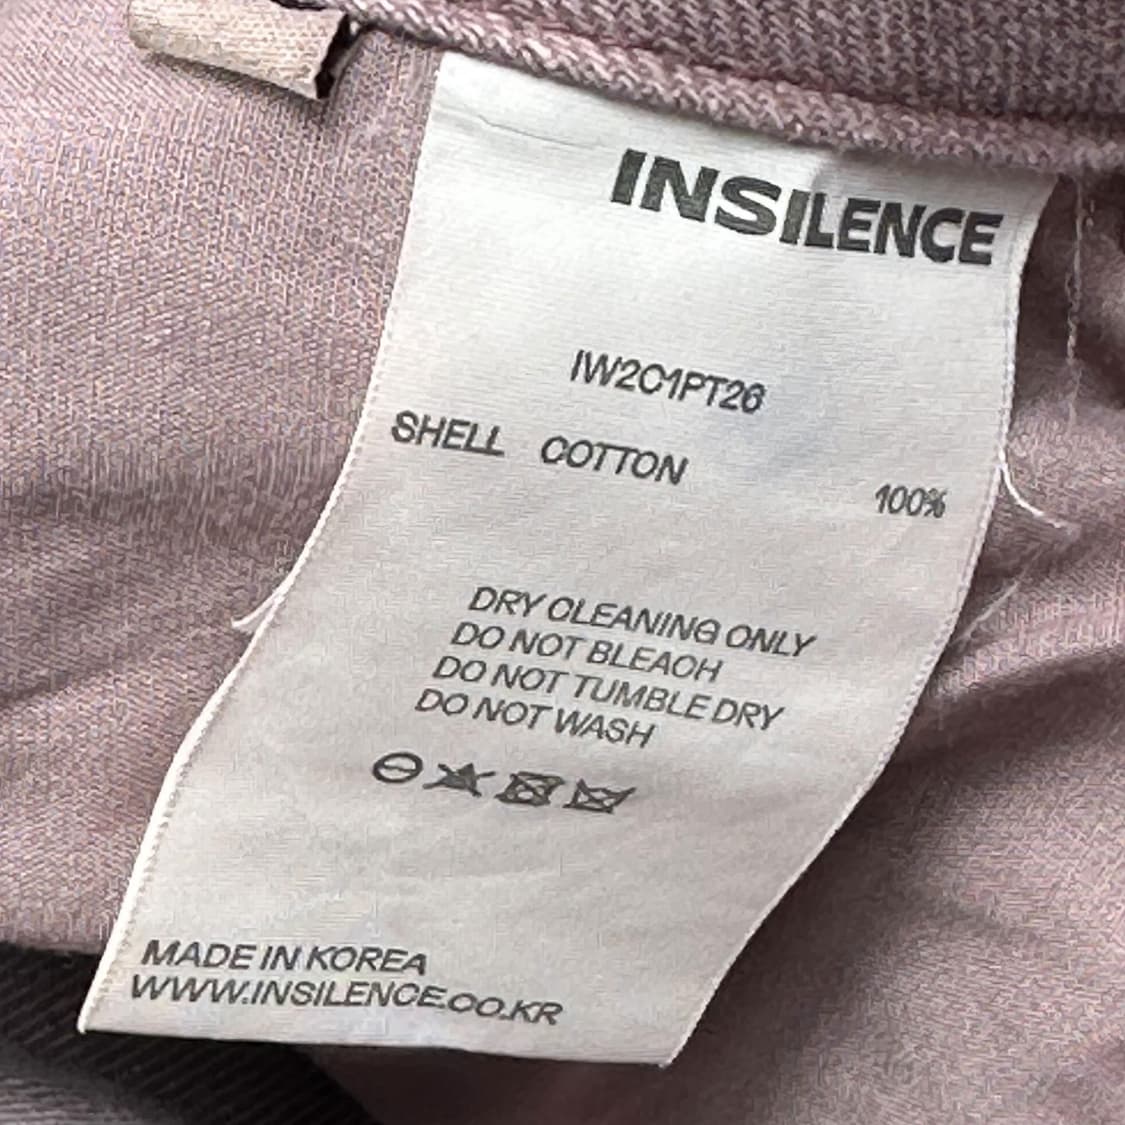 INSILENCE
IW2C1PT26
SHELL COTTON 100%
DRY CLEANING ONLY
DO NOT BLEACH
DO NOT TUMBLE DRY
DO NOT WASH
MADE IN KOREA
WWW.INSILENCE.CO.KR